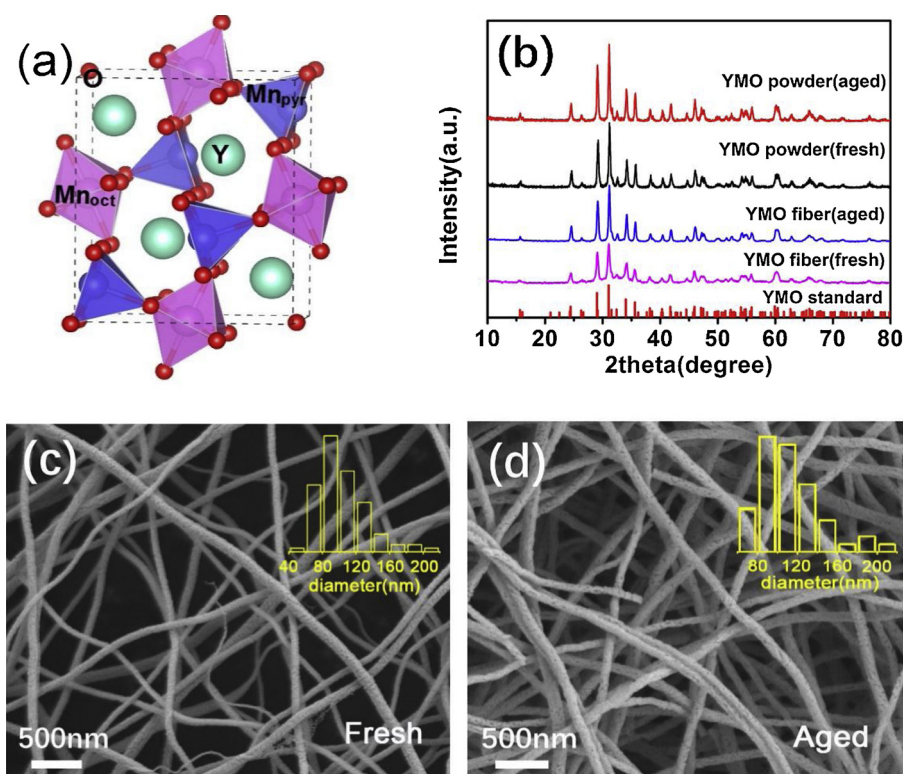 (a)
O
Mnpyr
Y
Mnoct
(b)
Intensity(a.u.)
YMO powder(aged)
YMO powder(fresh)
YMO fiber(aged)
YMO fiber(fresh)
YMO standard
10 20 30 40 50 60 70 80
2theta(degree)
(c)
40 80 120 160 200
diameter(nm)
500nm
Fresh
(d)
80 120 160 200
diameter(nm)
500nm
Aged